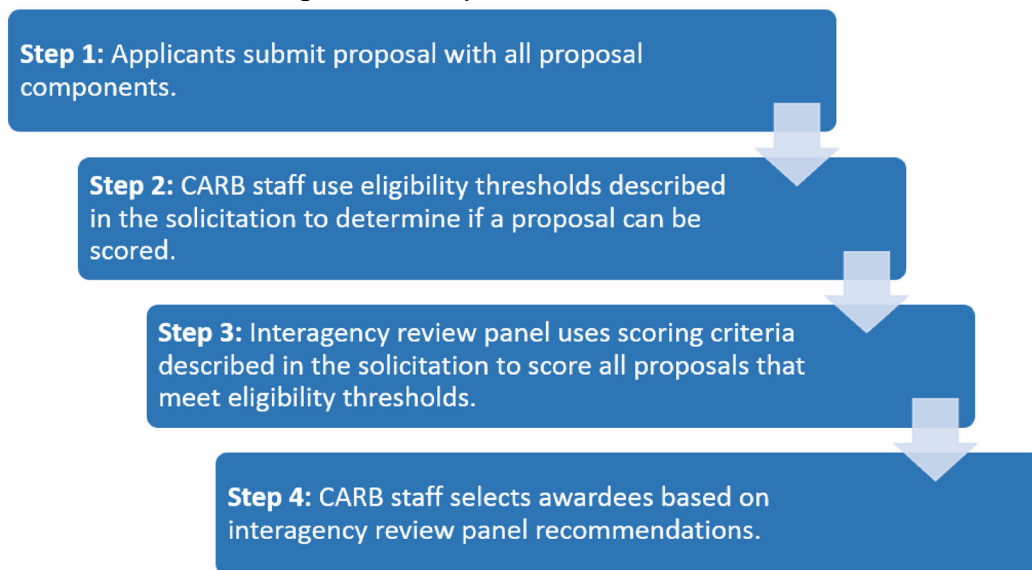 Step 1: Applicants submit proposal with all proposal
components.
Step 2: CARB staff use eligibility thresholds described
in the solicitation to determine if a proposal can be
scored.
Step 3: Interagency review panel uses scoring criteria
described in the solicitation to score all proposals that
meet eligibility thresholds.
Step 4: CARB staff selects awardees based on
interagency review panel recommendations.